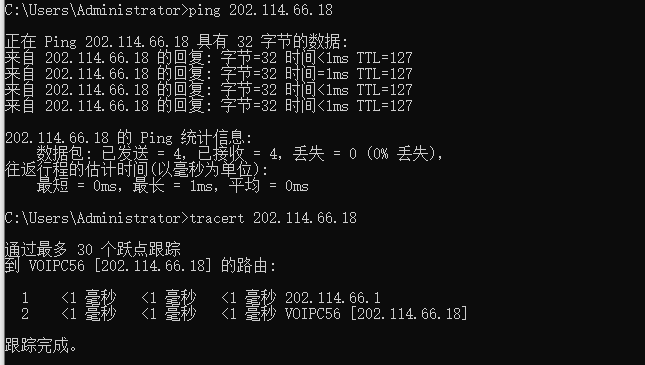 C:\Users\Administrator>ping 202.114.66.18
正在 Ping 202.114.66.18 具有 32 字节的数据:
来自 202.114.66.18 的回复: 字节=32 时间<1ms TTL=127
来自 202.114.66.18 的回复: 字节=32 时间=1ms TTL=127
来自 202.114.66.18 的回复: 字节=32 时间<1ms TTL=127
来自 202.114.66.18 的回复: 字节=32 时间<1ms TTL=127
202.114.66.18 的 Ping 统计信息:
数据包: 已发送 = 4, 已接收 = 4, 丢失 = 0 (0% 丢失),
往返行程的估计时间(以毫秒为单位):
最短 = 0ms, 最长 = 1ms, 平均 = 0ms
C:\Users\Administrator>tracert 202.114.66.18
通过最多 30 个跃点跟踪
到 VOIPC56 [202.114.66.18] 的路由:
1 <1 毫秒 <1 毫秒 <1 毫秒 202.114.66.1
2 <1 毫秒 <1 毫秒 <1 毫秒 VOIPC56 [202.114.66.18]
跟踪完成。